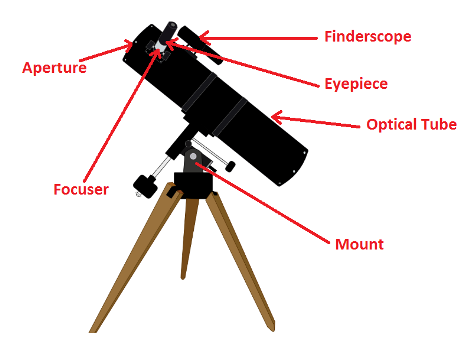 Finderscope
Aperture
Eyepiece
Optical Tube
Focuser
Mount